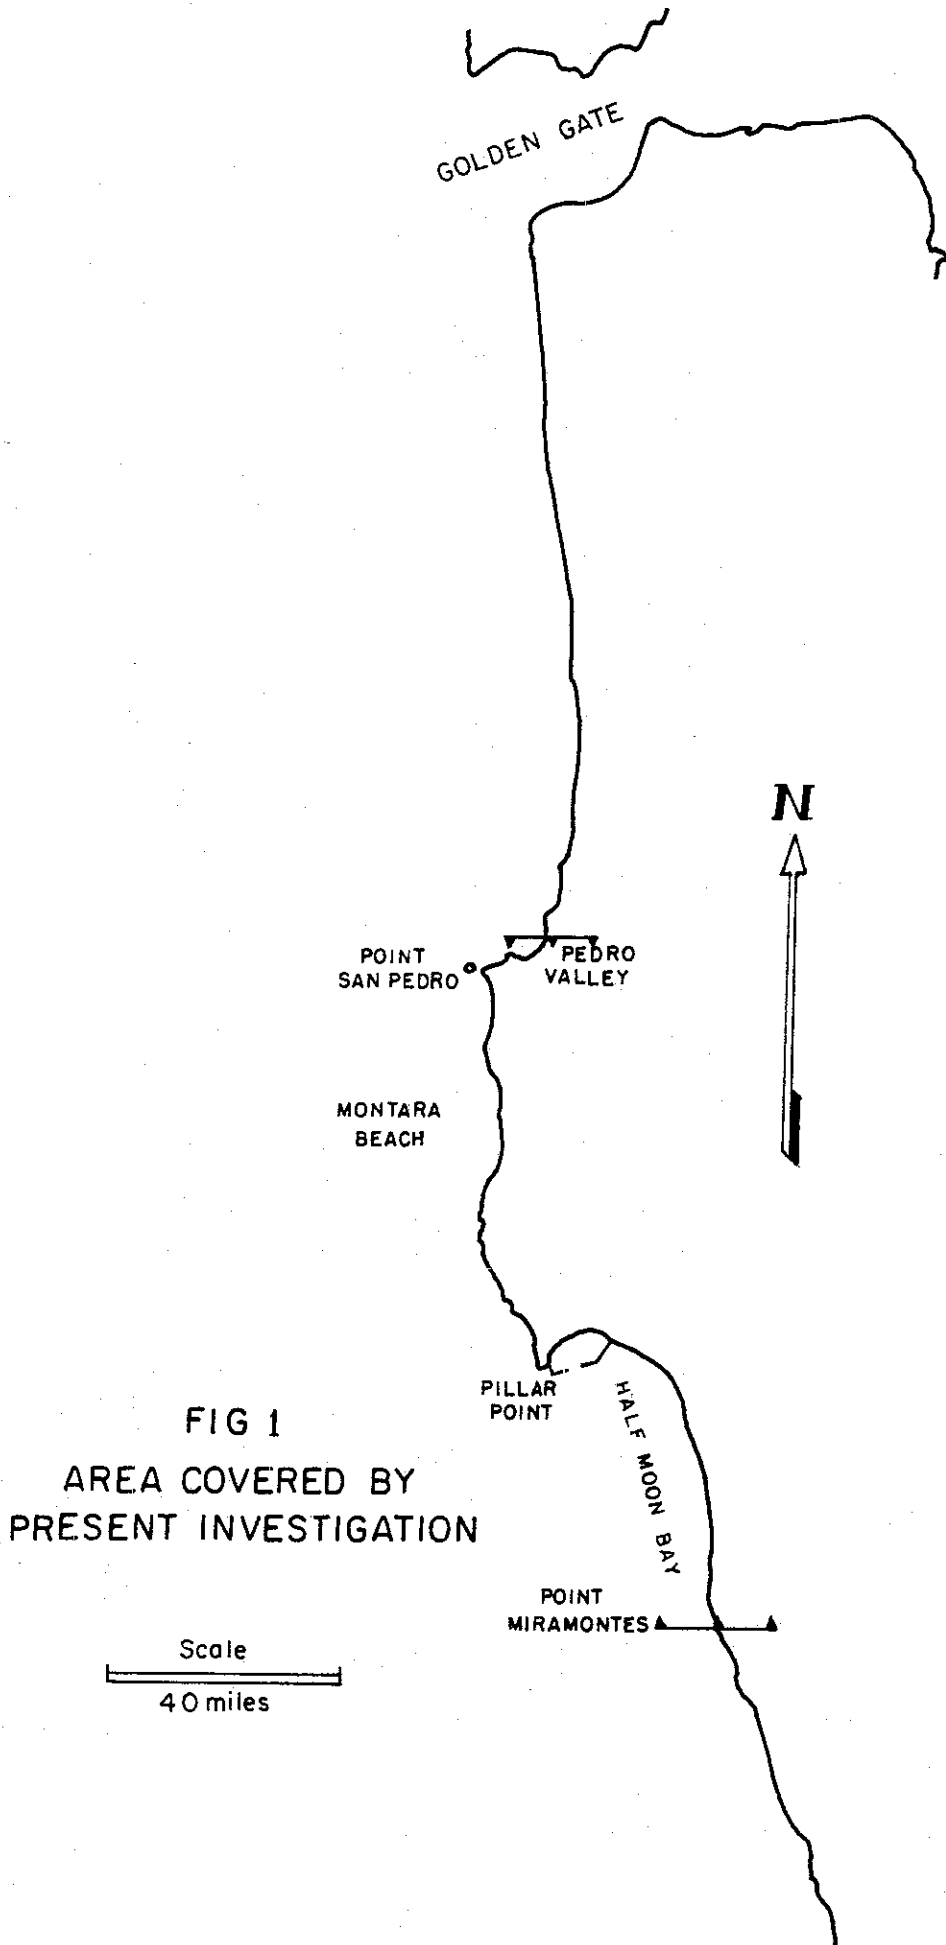 GOLDEN GATE
N
POINT
SAN PEDRO
PEDRO
VALLEY
MONTARA
BEACH
PILLAR
POINT
HALF MOON BAY
FIG 1
AREA COVERED BY
PRESENT INVESTIGATION
POINT
MIRAMONTES
Scale
40 miles